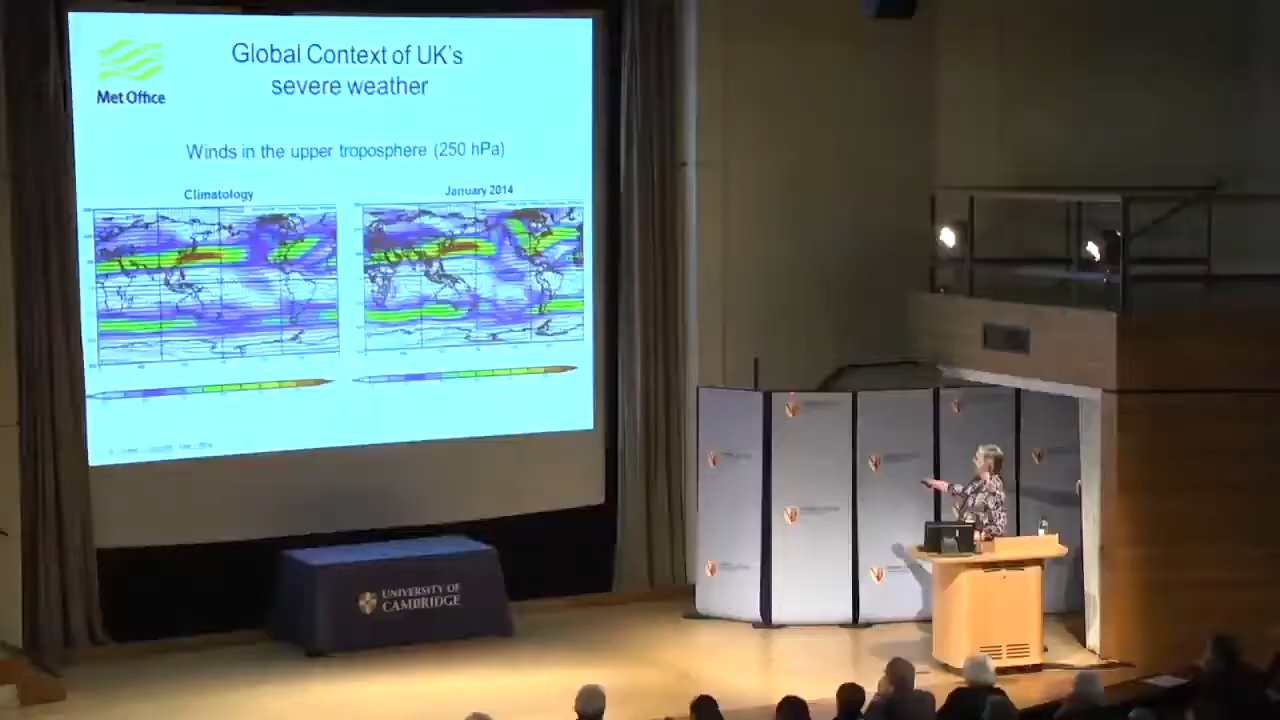 Met Office
Global Context of UK's
severe weather
Winds in the upper troposphere (250 hPa)
Climatology
January 2014
UNIVERSITY OF
CAMBRIDGE